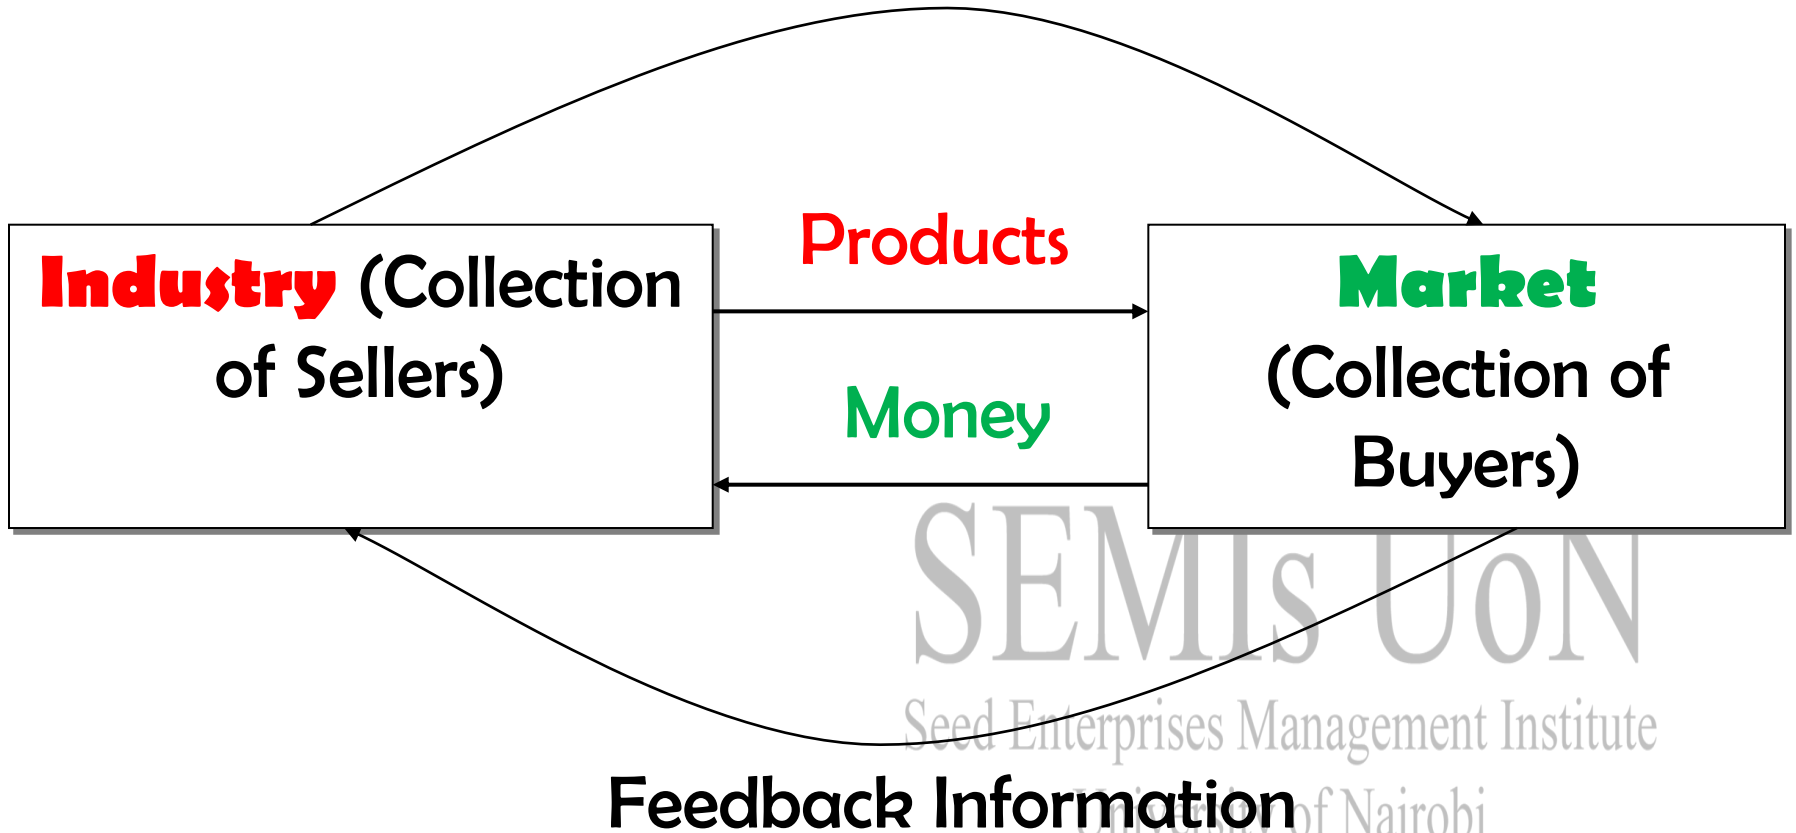 Products
Industry (Collection
of Sellers)
Money
Market
(Collection of
Buyers)
SEMIs UoN
Seed Enterprises Management Institute
University of Nairobi
Feedback Information